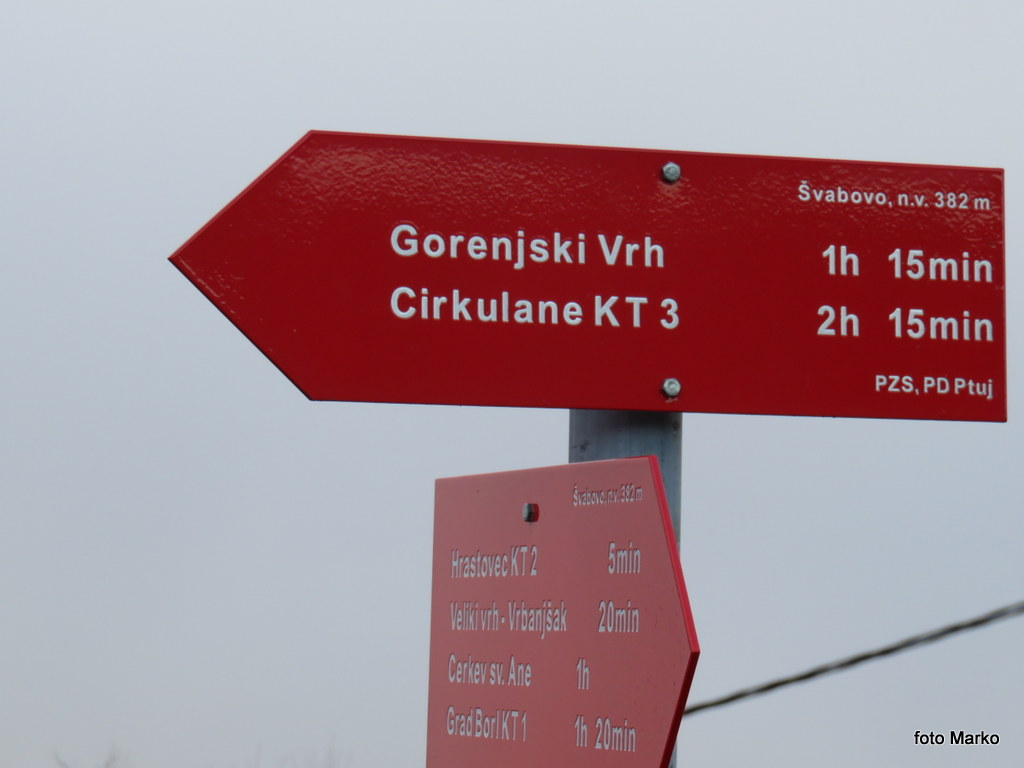 Švabovo, n.v. 382 m
Gorenjski Vrh 1h 15min
Cirkulane KT 3 2h 15min
PZS, PD Ptuj
Švabovo, n.v. 382 m
Hrastovec KT 2 5min
Veliki vrh - Vrbanjšak 20min
Cerkev sv. Ane 1h
Grad Borl KT 1 1h 20min
foto Marko